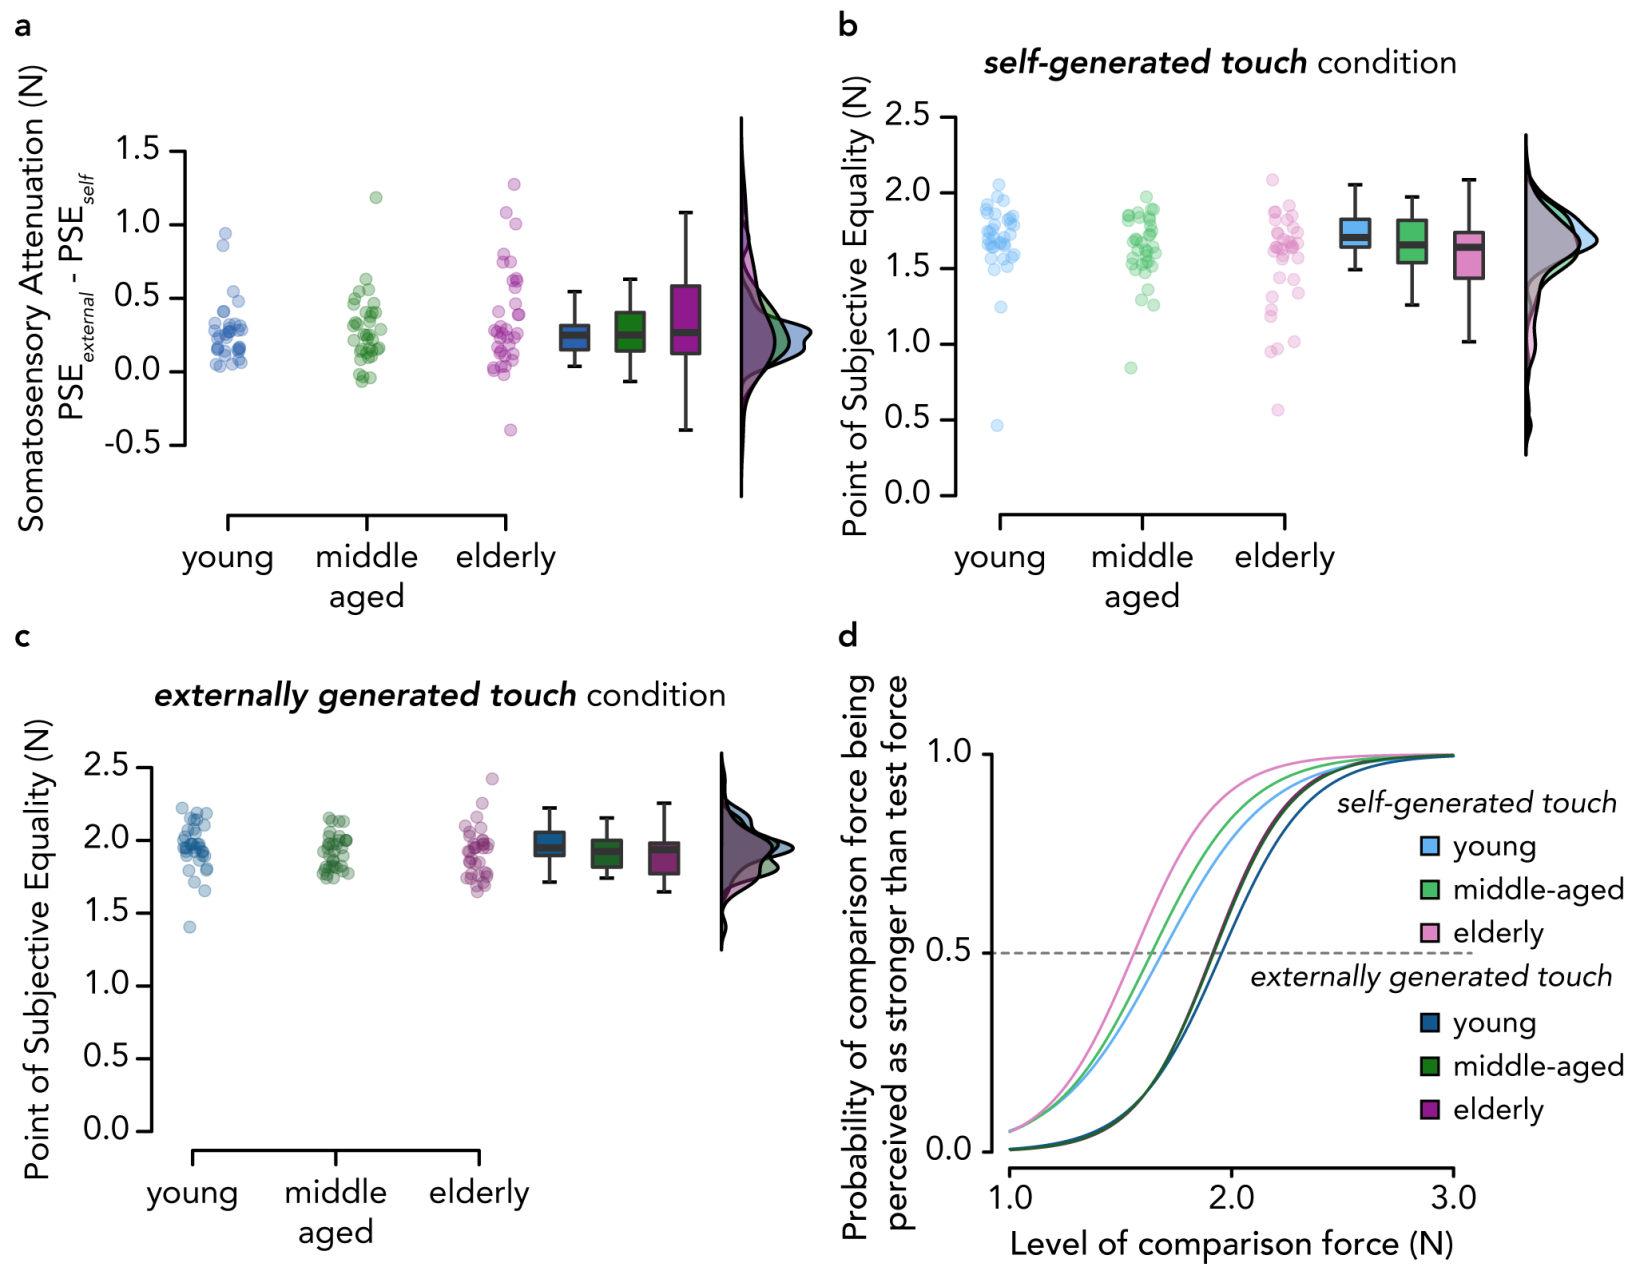 a
Somatosensory Attenuation (N)
PSEexternal - PSEself
1.5
1.0
0.5
0.0
-0.5
young
middle
aged
elderly
b
self-generated touch condition
Point of Subjective Equality (N)
2.5
2.0
1.5
1.0
0.5
0.0
young
middle
aged
elderly
c
externally generated touch condition
Point of Subjective Equality (N)
2.5
2.0
1.5
1.0
0.5
0.0
young
middle
aged
elderly
d
Probability of comparison force being
perceived as stronger than test force
1.0
0.5
0.0
self-generated touch
young
middle-aged
elderly
externally generated touch
young
middle-aged
elderly
1.0
2.0
3.0
Level of comparison force (N)